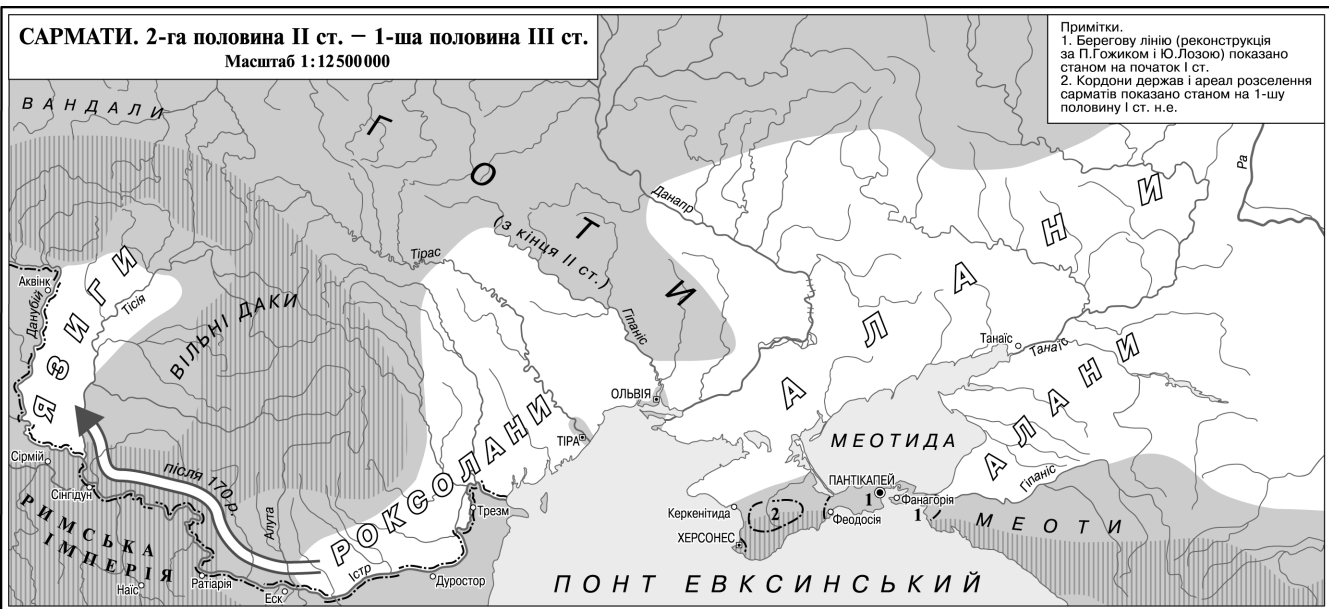 САРМАТИ. 2-га половина II ст. – 1-ша половина III ст.
Масштаб 1:12500000
Примітки.
1. Берегову лінію (реконструкція
за П.Гожиком і Ю.Лозою) показано
станом на початок I ст.
2. Кордони держав і ареал розселення
сарматів показано станом на 1-шу
половину I ст. н.е.
ВАНДАЛИ
ГОТИ
(з кінця II ст.)
Данапр
АЛАНИ
Ра
Тірас
Гіпаніс
Аквінк
Данубій
ЯЗИГИ
Тісія
ВІЛЬНІ ДАКИ
Танаїс
Танаїс
АЛАНИ
ОЛЬВІЯ
ТІРА
МЕОТИДА
РОКСОЛАНИ
Сірмій
Сінгідун
після 170 р.
Алута
Трезм
Істр
Дуростор
РИМСЬКА
ІМПЕРІЯ
Наїс
Ратіарія
Еск
ПАНТІКАПЕЙ
1
Фанагорія
1
Гіпаніс
МЕОТИ
Керкенітида
2
Феодосія
ХЕРСОНЕС
ПОНТ ЕВКСИНСЬКИЙ